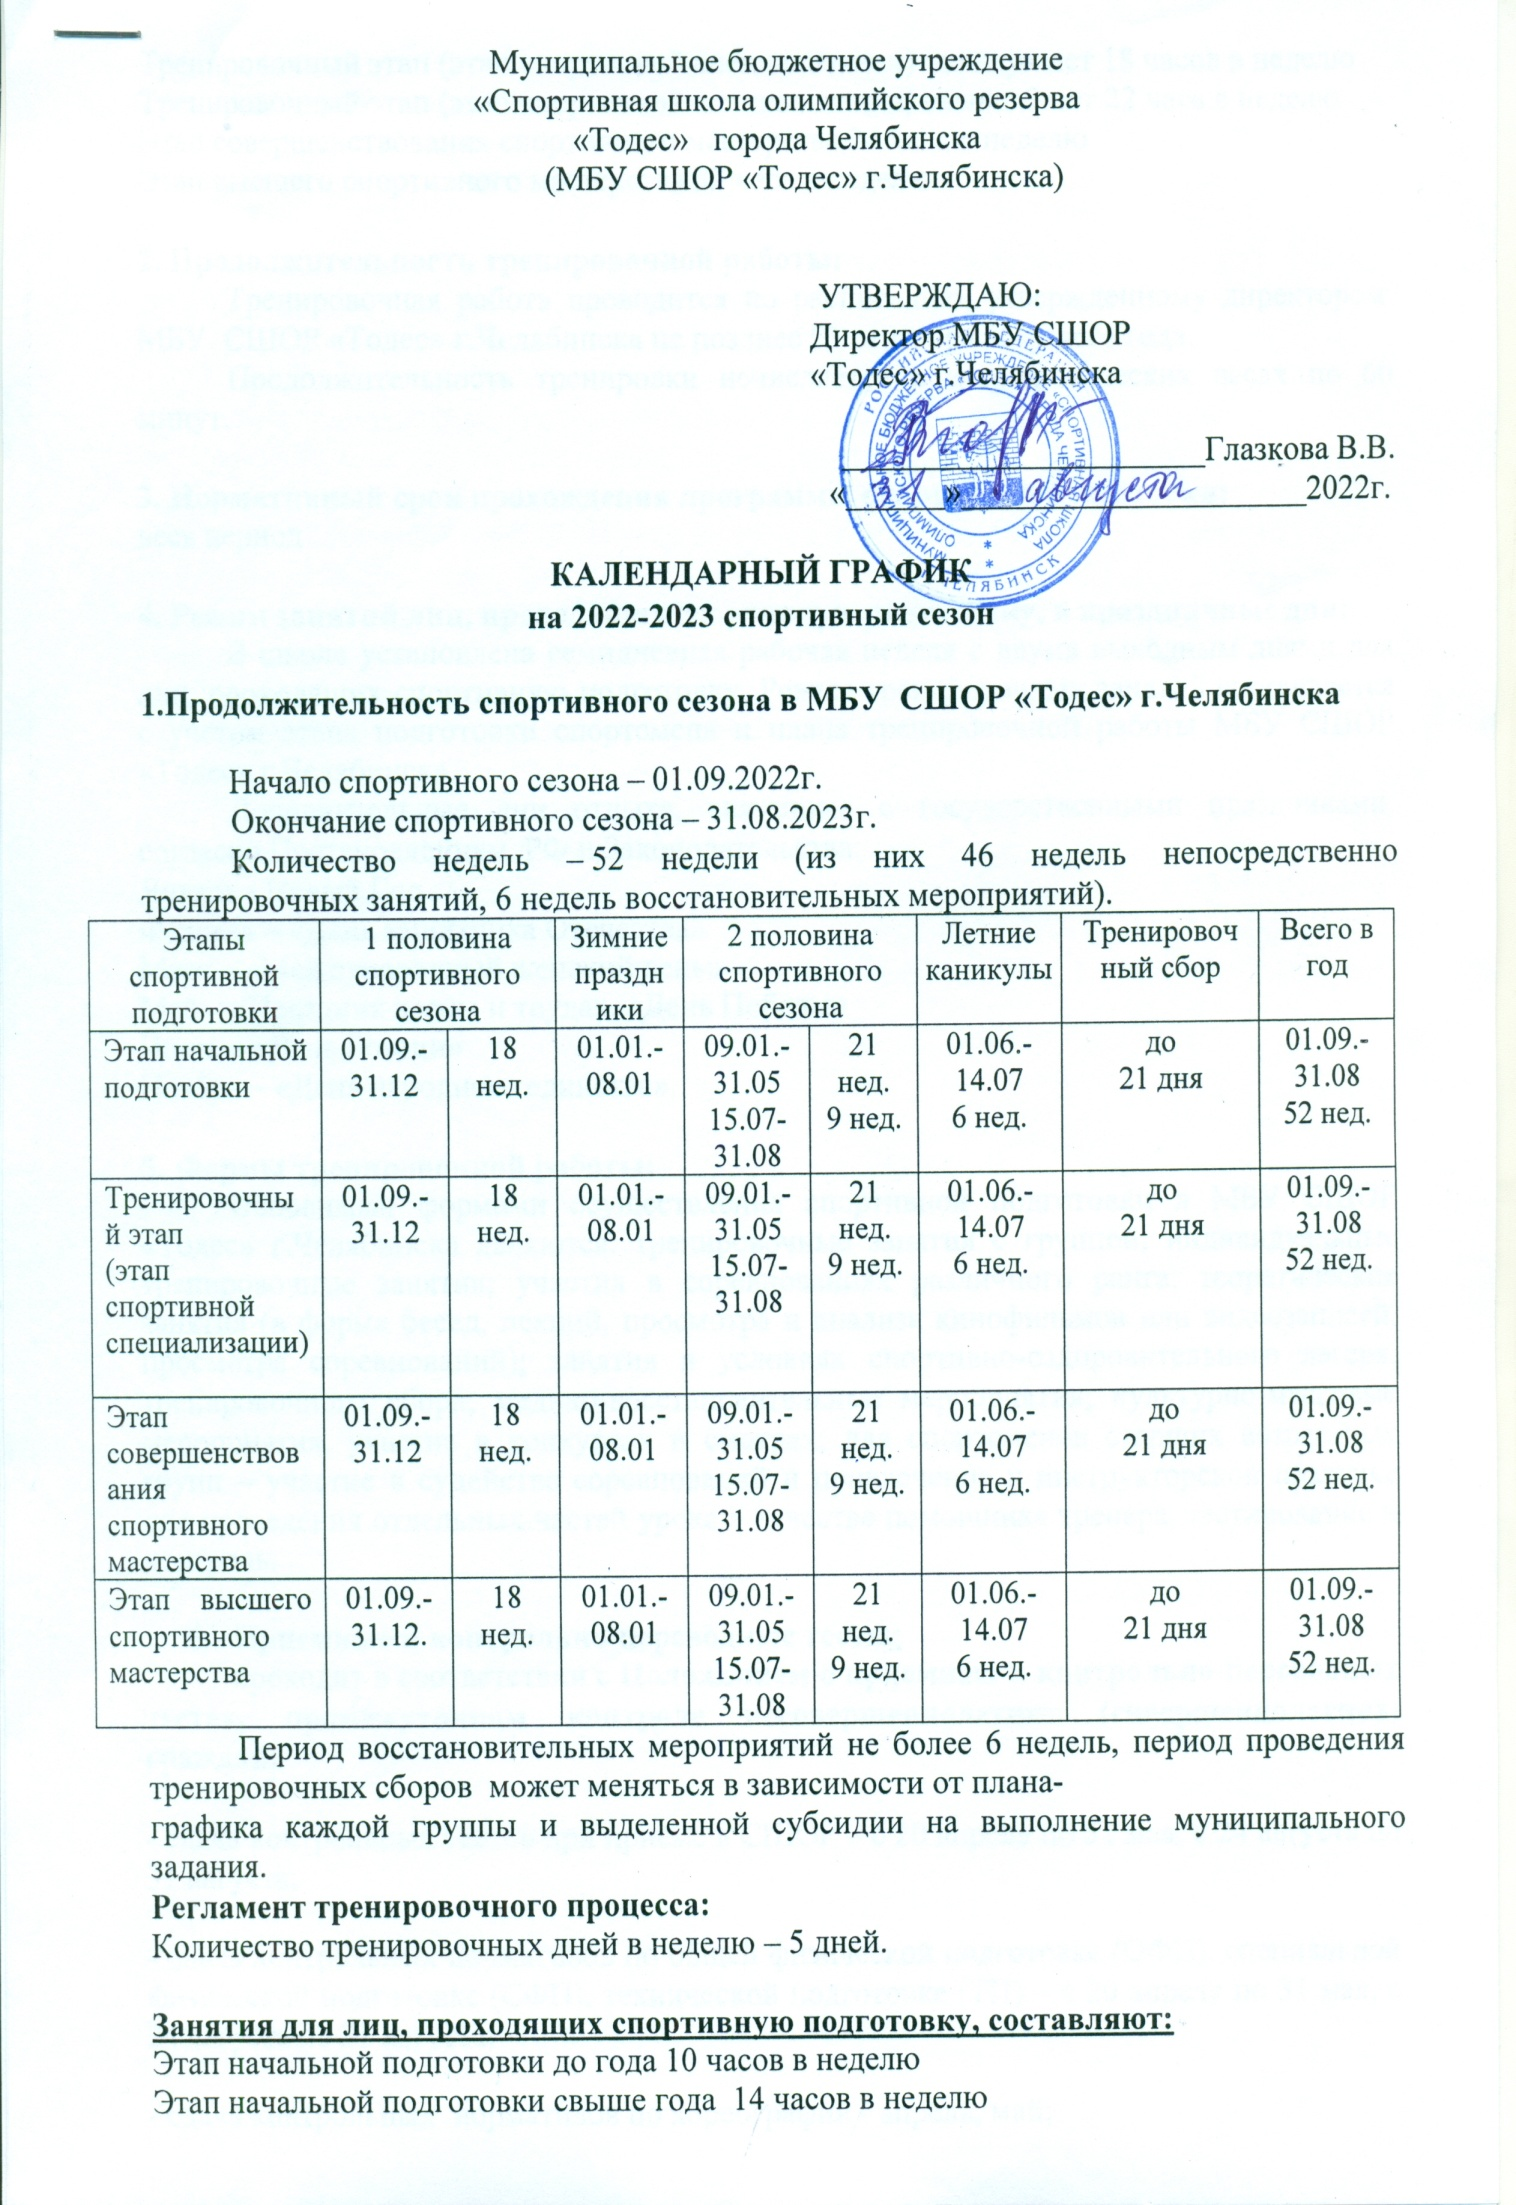 Муниципальное бюджетное учреждение
«Спортивная школа олимпийского резерва
«Тодес» города Челябинска
(МБУ СШОР «Тодес» г.Челябинска)
УТВЕРЖДАЮ:
Директор МБУ СШОР
«Тодес» г.Челябинска
Глазкова В.В.
« » августа 2022г.
КАЛЕНДАРНЫЙ ГРАФИК
на 2022-2023 спортивный сезон
1.Продолжительность спортивного сезона в МБУ СШОР «Тодес» г.Челябинска
Начало спортивного сезона – 01.09.2022г.
Окончание спортивного сезона – 31.08.2023г.
Количество недель – 52 недели (из них 46 недель непосредственно
тренировочных занятий, 6 недель восстановительных мероприятий).
Этапы 1 половина Зимние 2 половина Летние Тренировоч Всего в
спортивной спортивного праздн спортивного каникулы ный сбор год
подготовки сезона ики сезона
Этап начальной 01.09.- 18 01.01.- 09.01.- 21 01.06.- до 01.09.-
подготовки 31.12 нед. 08.01 31.05 нед. 14.07 21 дня 31.08
15.07- 9 нед. 6 нед. 52 нед.
31.08
Тренировочны 01.09.- 18 01.01.- 09.01.- 21 01.06.- до 01.09.-
й этап 31.12 нед. 08.01 31.05 нед. 14.07 21 дня 31.08
(этап 15.07- 9 нед. 6 нед. 52 нед.
спортивной 31.08
специализации)
Этап 01.09.- 18 01.01.- 09.01.- 21 01.06.- до 01.09.-
совершенствов 31.12 нед. 08.01 31.05 нед. 14.07 21 дня 31.08
ания 15.07- 9 нед. 6 нед. 52 нед.
спортивного 31.08
мастерства
Этап высшего 01.09.- 18 01.01.- 09.01.- 21 01.06.- до 01.09.-
спортивного 31.12. нед. 08.01 31.05 нед. 14.07 21 дня 31.08
мастерства 15.07- 9 нед. 6 нед. 52 нед.
31.08
Период восстановительных мероприятий не более 6 недель, период проведения
тренировочных сборов может меняться в зависимости от плана-
графика каждой группы и выделенной субсидии на выполнение муниципального
задания.
Регламент тренировочного процесса:
Количество тренировочных дней в неделю – 5 дней.
Занятия для лиц, проходящих спортивную подготовку, составляют:
Этап начальной подготовки до года 10 часов в неделю
Этап начальной подготовки свыше года 14 часов в неделю